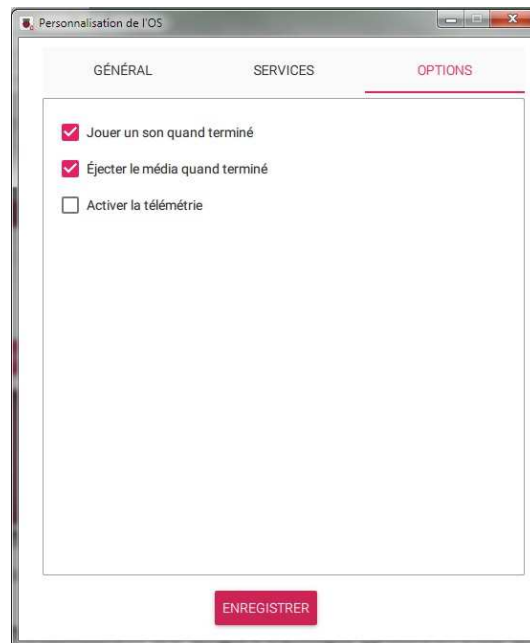 Personnalisation de l'OS
GÉNÉRAL SERVICES OPTIONS
Jouer un son quand terminé
Éjecter le média quand terminé
Activer la télémétrie
ENREGISTRER